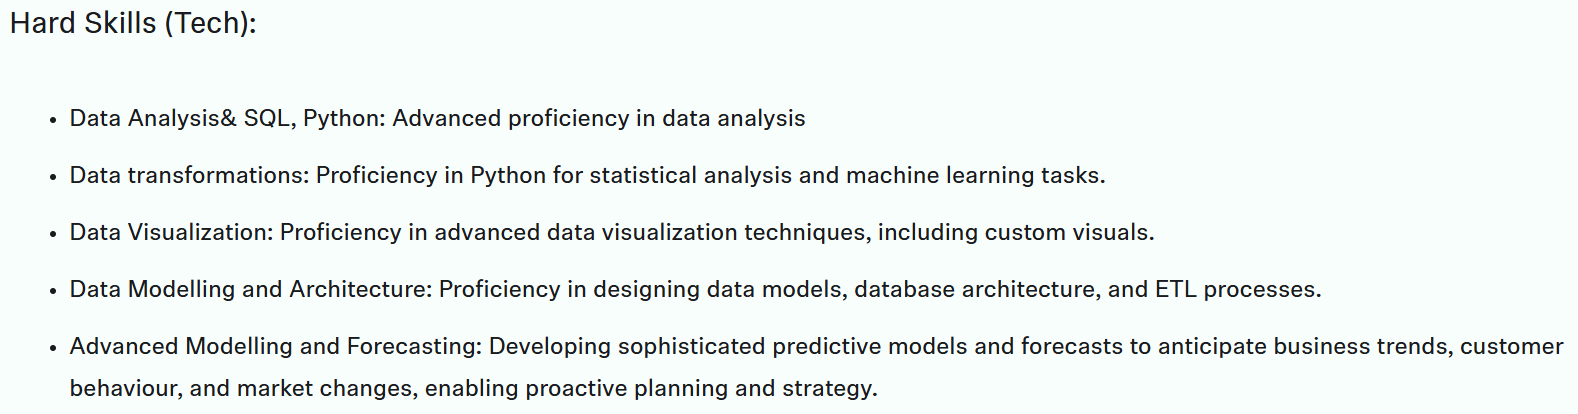 Hard Skills (Tech):
• Data Analysis& SQL, Python: Advanced proficiency in data analysis
• Data transformations: Proficiency in Python for statistical analysis and machine learning tasks.
• Data Visualization: Proficiency in advanced data visualization techniques, including custom visuals.
• Data Modelling and Architecture: Proficiency in designing data models, database architecture, and ETL processes.
• Advanced Modelling and Forecasting: Developing sophisticated predictive models and forecasts to anticipate business trends, customer
behaviour, and market changes, enabling proactive planning and strategy.